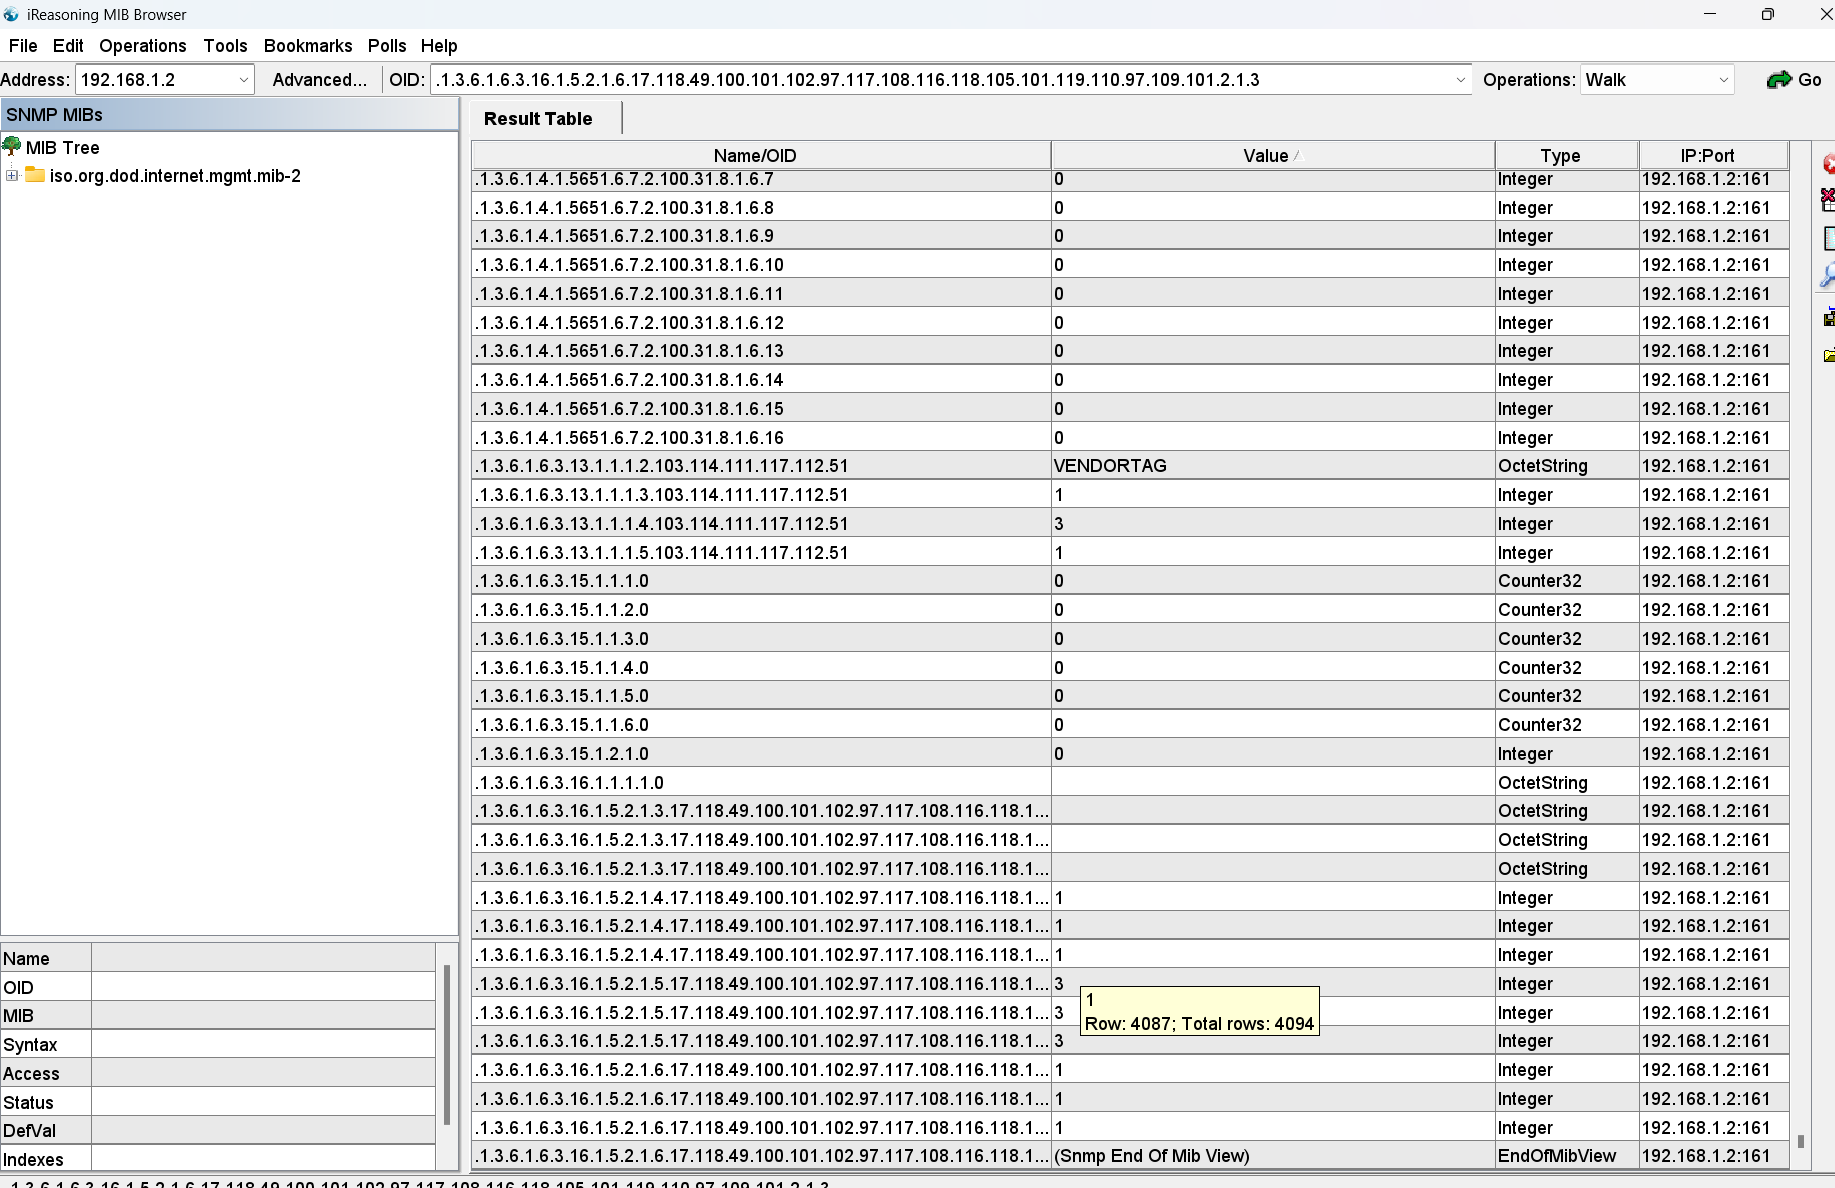 iReasoning MIB Browser
File Edit Operations Tools Bookmarks Polls Help
Address: 192.168.1.2 Advanced... OID: .1.3.6.1.6.3.16.1.5.2.1.6.17.118.49.100.101.102.97.117.108.116.118.105.101.119.110.97.109.101.2.1.3 Operations: Walk Go
SNMP MIBs
MIB Tree
iso.org.dod.internet.mgmt.mib-2
Result Table
Name/OID Value Type IP:Port
.1.3.6.1.4.1.5651.6.7.2.100.31.8.1.6.7 0 Integer 192.168.1.2:161
.1.3.6.1.4.1.5651.6.7.2.100.31.8.1.6.8 0 Integer 192.168.1.2:161
.1.3.6.1.4.1.5651.6.7.2.100.31.8.1.6.9 0 Integer 192.168.1.2:161
.1.3.6.1.4.1.5651.6.7.2.100.31.8.1.6.10 0 Integer 192.168.1.2:161
.1.3.6.1.4.1.5651.6.7.2.100.31.8.1.6.11 0 Integer 192.168.1.2:161
.1.3.6.1.4.1.5651.6.7.2.100.31.8.1.6.12 0 Integer 192.168.1.2:161
.1.3.6.1.4.1.5651.6.7.2.100.31.8.1.6.13 0 Integer 192.168.1.2:161
.1.3.6.1.4.1.5651.6.7.2.100.31.8.1.6.14 0 Integer 192.168.1.2:161
.1.3.6.1.4.1.5651.6.7.2.100.31.8.1.6.15 0 Integer 192.168.1.2:161
.1.3.6.1.4.1.5651.6.7.2.100.31.8.1.6.16 0 Integer 192.168.1.2:161
.1.3.6.1.6.3.13.1.1.1.2.103.114.111.117.112.51 VENDORTAG OctetString 192.168.1.2:161
.1.3.6.1.6.3.13.1.1.1.3.103.114.111.117.112.51 1 Integer 192.168.1.2:161
.1.3.6.1.6.3.13.1.1.1.4.103.114.111.117.112.51 3 Integer 192.168.1.2:161
.1.3.6.1.6.3.13.1.1.1.5.103.114.111.117.112.51 1 Integer 192.168.1.2:161
.1.3.6.1.6.3.15.1.1.1.0 0 Counter32 192.168.1.2:161
.1.3.6.1.6.3.15.1.1.2.0 0 Counter32 192.168.1.2:161
.1.3.6.1.6.3.15.1.1.3.0 0 Counter32 192.168.1.2:161
.1.3.6.1.6.3.15.1.1.4.0 0 Counter32 192.168.1.2:161
.1.3.6.1.6.3.15.1.1.5.0 0 Counter32 192.168.1.2:161
.1.3.6.1.6.3.15.1.1.6.0 0 Counter32 192.168.1.2:161
.1.3.6.1.6.3.15.1.2.1.0 0 Integer 192.168.1.2:161
.1.3.6.1.6.3.16.1.1.1.1.0 OctetString 192.168.1.2:161
.1.3.6.1.6.3.16.1.5.2.1.3.17.118.49.100.101.102.97.117.108.116.118.1... OctetString 192.168.1.2:161
.1.3.6.1.6.3.16.1.5.2.1.3.17.118.49.100.101.102.97.117.108.116.118.1... OctetString 192.168.1.2:161
.1.3.6.1.6.3.16.1.5.2.1.3.17.118.49.100.101.102.97.117.108.116.118.1... OctetString 192.168.1.2:161
.1.3.6.1.6.3.16.1.5.2.1.4.17.118.49.100.101.102.97.117.108.116.118.1... 1 Integer 192.168.1.2:161
.1.3.6.1.6.3.16.1.5.2.1.4.17.118.49.100.101.102.97.117.108.116.118.1... 1 Integer 192.168.1.2:161
.1.3.6.1.6.3.16.1.5.2.1.4.17.118.49.100.101.102.97.117.108.116.118.1... 1 Integer 192.168.1.2:161
.1.3.6.1.6.3.16.1.5.2.1.5.17.118.49.100.101.102.97.117.108.116.118.1... 3 Integer 192.168.1.2:161
.1.3.6.1.6.3.16.1.5.2.1.5.17.118.49.100.101.102.97.117.108.116.118.1... 3 Integer 192.168.1.2:161
.1.3.6.1.6.3.16.1.5.2.1.5.17.118.49.100.101.102.97.117.108.116.118.1... 3 Integer 192.168.1.2:161
.1.3.6.1.6.3.16.1.5.2.1.6.17.118.49.100.101.102.97.117.108.116.118.1... 1 Integer 192.168.1.2:161
.1.3.6.1.6.3.16.1.5.2.1.6.17.118.49.100.101.102.97.117.108.116.118.1... 1 Integer 192.168.1.2:161
.1.3.6.1.6.3.16.1.5.2.1.6.17.118.49.100.101.102.97.117.108.116.118.1... 1 Integer 192.168.1.2:161
.1.3.6.1.6.3.16.1.5.2.1.6.17.118.49.100.101.102.97.117.108.116.118.1... (Snmp End Of Mib View) EndOfMibView 192.168.1.2:161
1
Row: 4087; Total rows: 4094
Name
OID
MIB
Syntax
Access
Status
DefVal
Indexes
.1.3.6.1.6.3.16.1.5.2.1.6.17.118.49.100.101.102.97.117.108.116.118.105.101.119.110.97.109.101.2.1.3